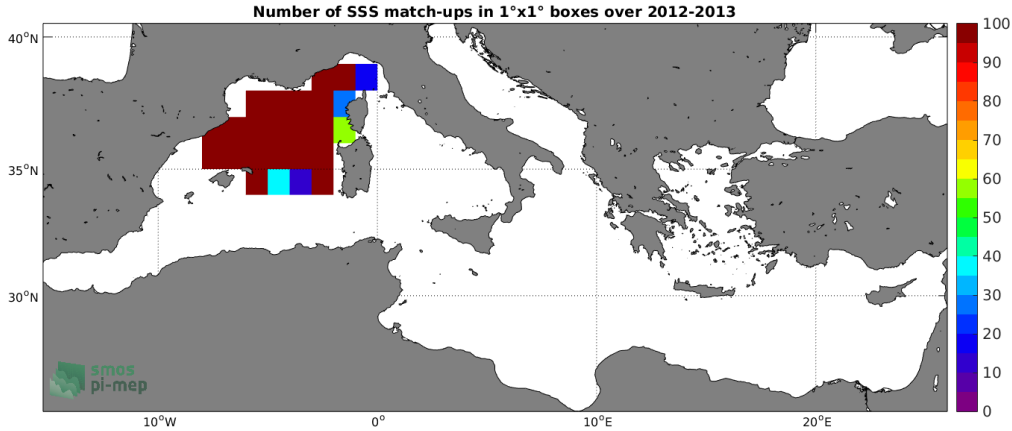 Number of SSS match-ups in 1°x1° boxes over 2012-2013
40°N
35°N
30°N
10°W
0°
10°E
20°E
100
90
80
70
60
50
40
30
20
10
0
smos
pi-mep